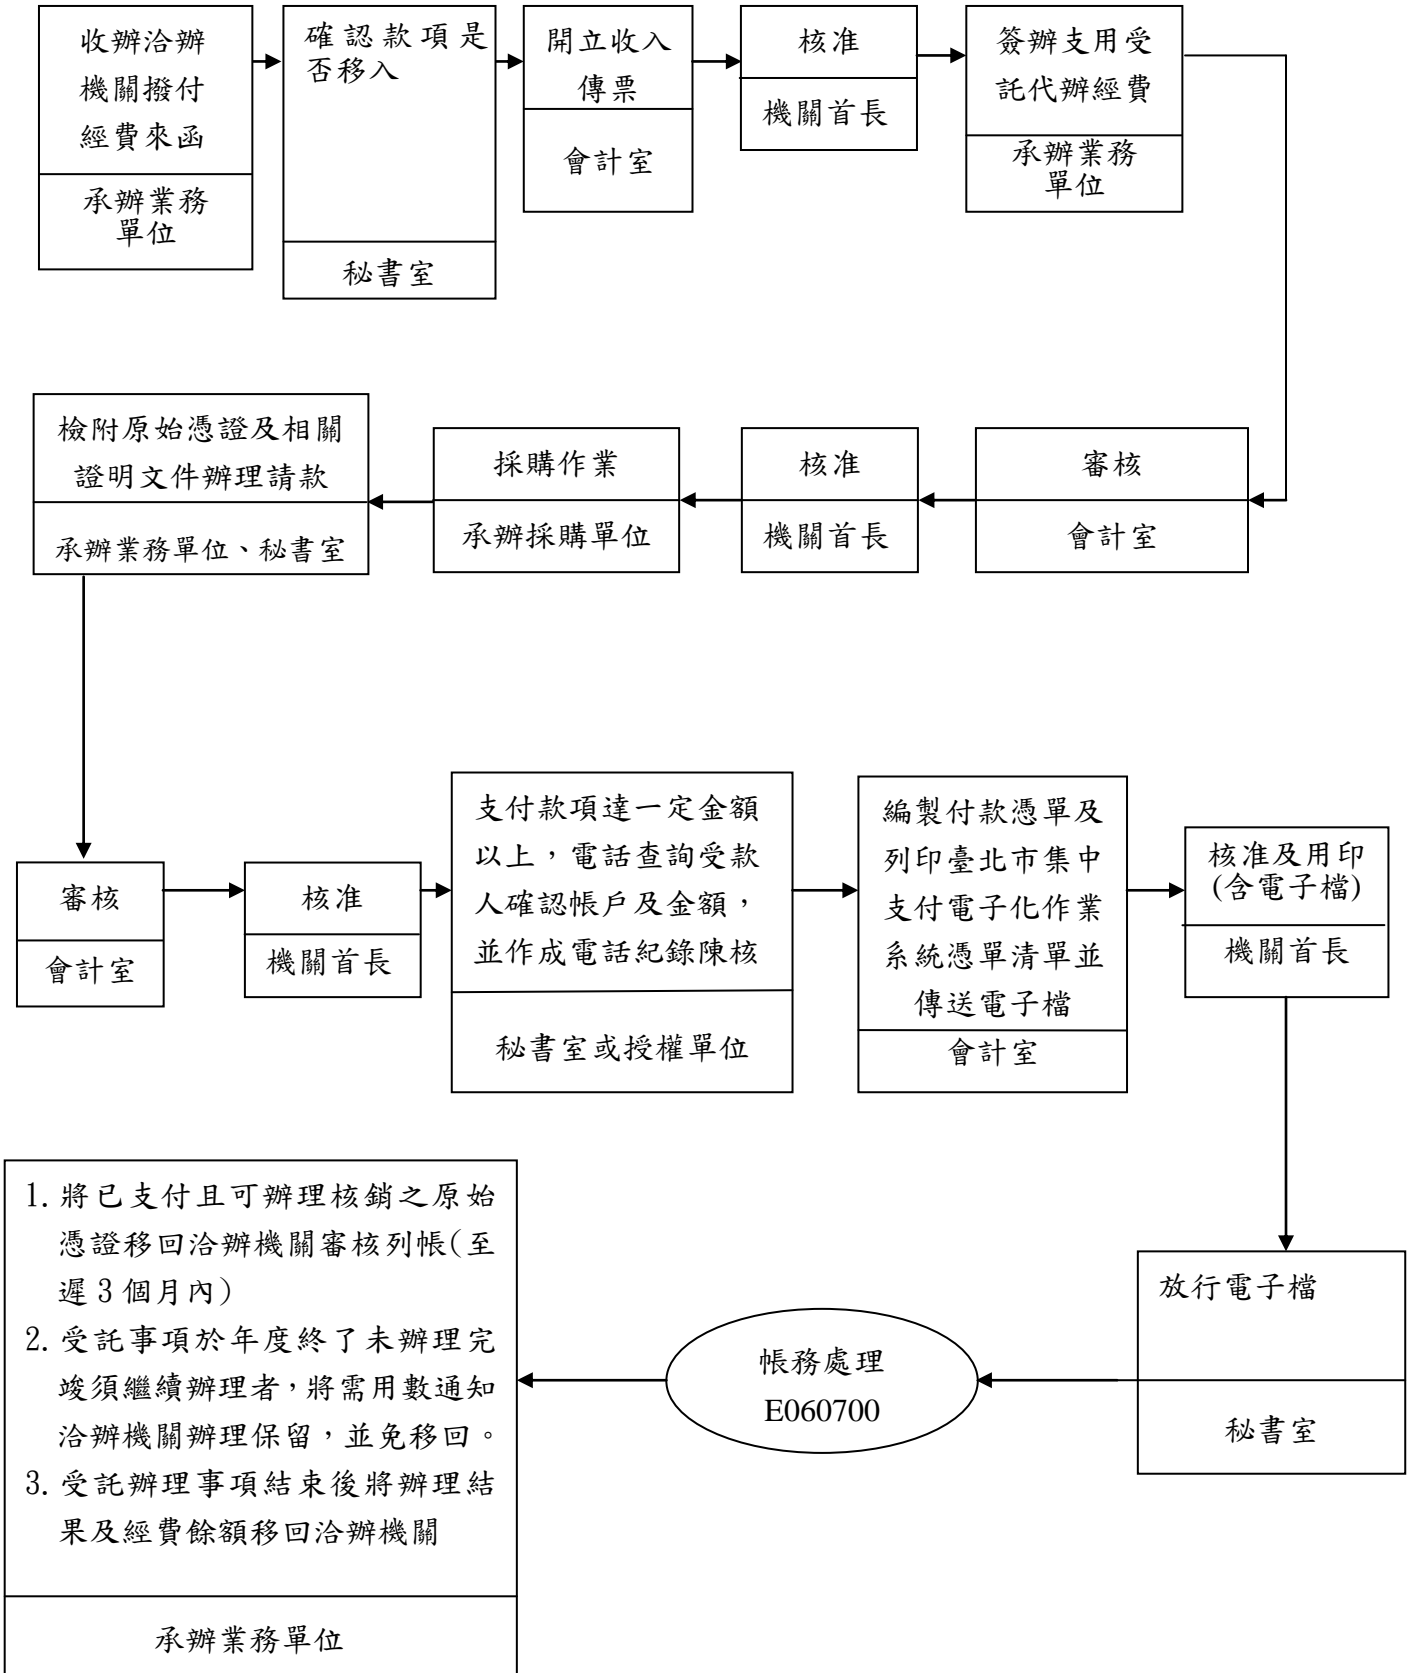 收辦洽辦
機關撥付
經費來函
承辦業務
單位
確認款項是
否移入
秘書室
開立收入
傳票
會計室
核准
機關首長
簽辦支用受
託代辦經費
承辦業務
單位
檢附原始憑證及相關
證明文件辦理請款
承辦業務單位、秘書室
採購作業
承辦採購單位
核准
機關首長
審核
會計室
審核
會計室
核准
機關首長
支付款項達一定金額
以上，電話查詢受款
人確認帳戶及金額，
並作成電話紀錄陳核
秘書室或授權單位
編製付款憑單及
列印臺北市集中
支付電子化作業
系統憑單清單並
傳送電子檔
會計室
核准及用印
(含電子檔)
機關首長
1. 將已支付且可辦理核銷之原始
憑證移回洽辦機關審核列帳(至
遲 3 個月內)
2. 受託事項於年度終了未辦理完
竣須繼續辦理者，將需用數通知
洽辦機關辦理保留，並免移回。
3. 受託辦理事項結束後將辦理結
果及經費餘額移回洽辦機關
承辦業務單位
帳務處理
E060700
放行電子檔
秘書室